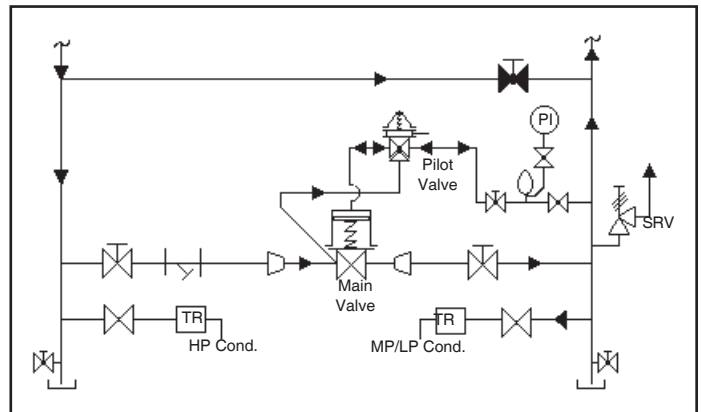 PI
Pilot
Valve
SRV
Main
Valve
TR
HP Cond.
TR
MP/LP Cond.